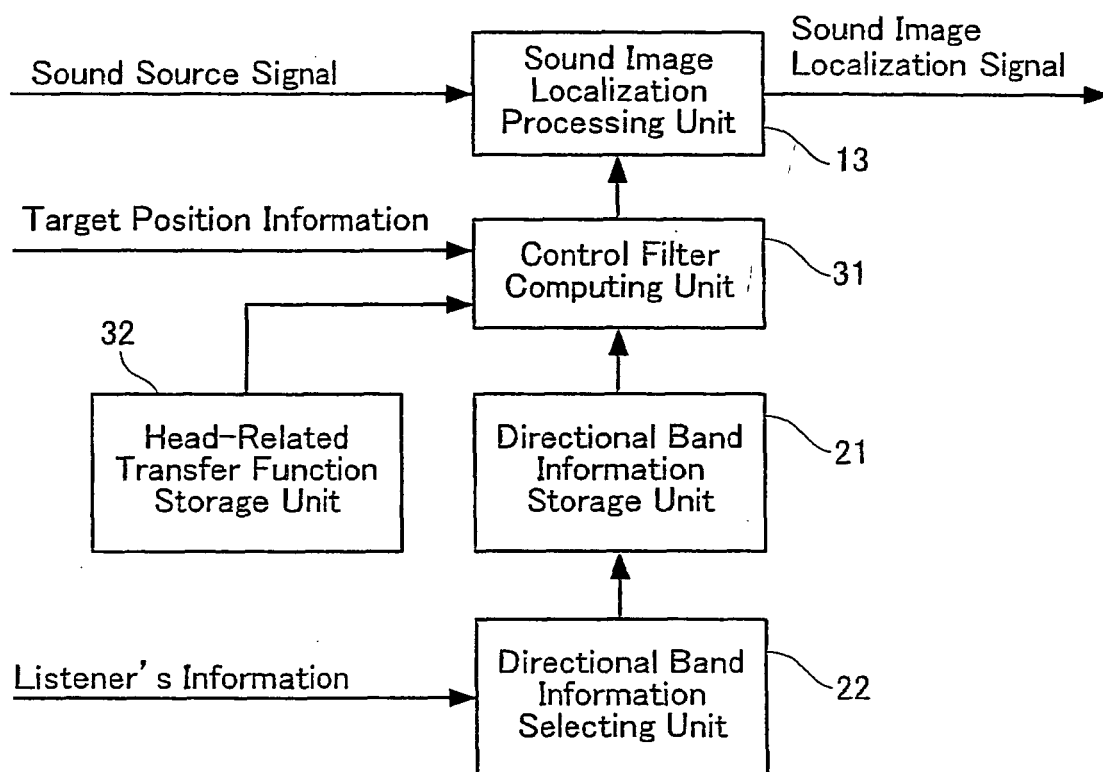 Sound Source Signal
Sound Image
Localization
Processing Unit
Sound Image
Localization Signal
13
Target Position Information
Control Filter
Computing Unit
31
32
Head-Related
Transfer Function
Storage Unit
Directional Band
Information
Storage Unit
21
Listener's Information
Directional Band
Information
Selecting Unit
22